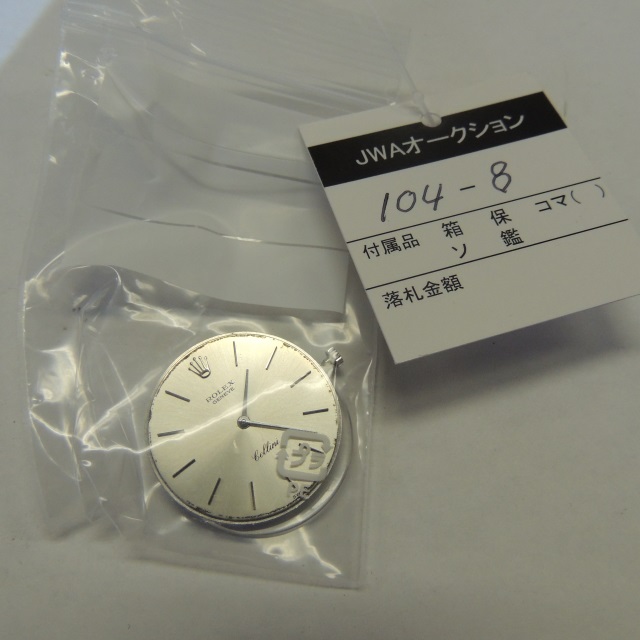 JWAオークション
104-8
付属品 箱 保 コマ( )
ソ 鑑
落札金額
ROLEX
GENEVE
Cellini